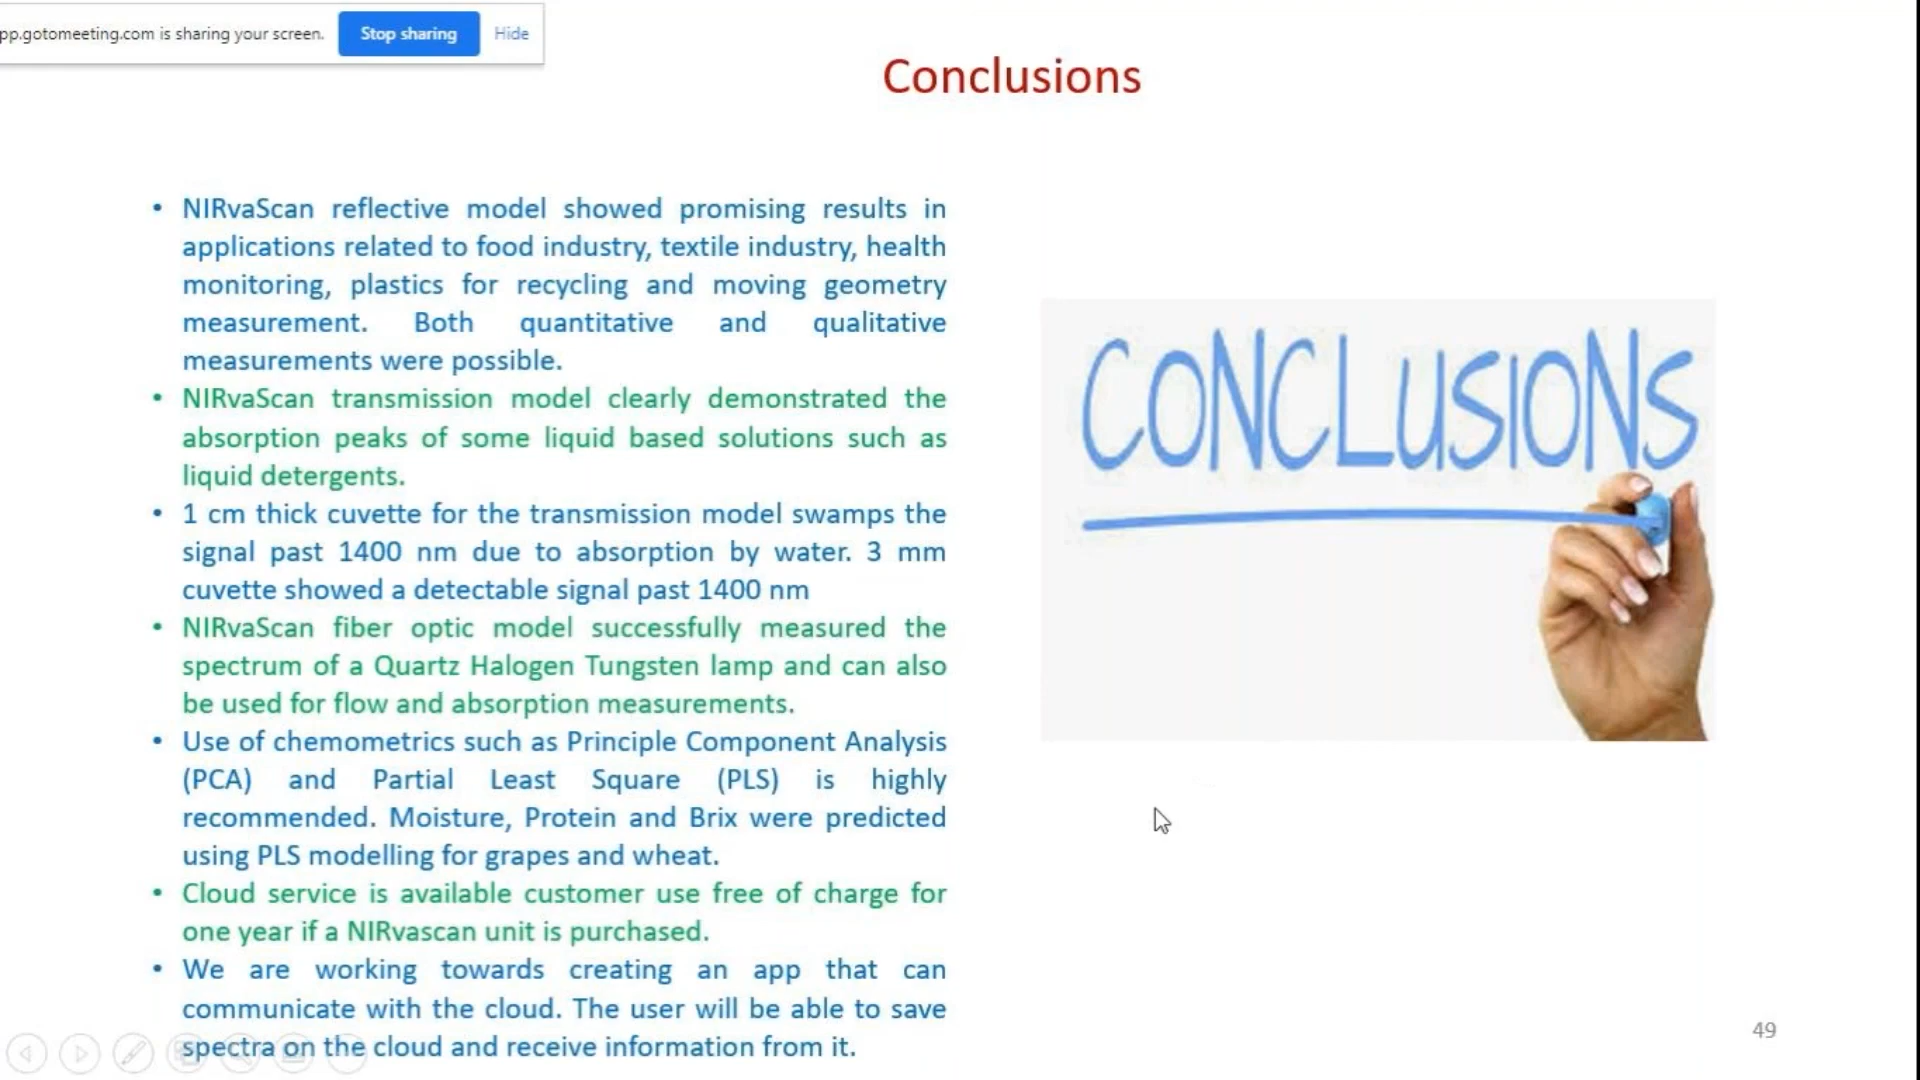 pp.gotomeeting.com is sharing your screen.
Stop sharing
Hide
Conclusions
• NIRvaScan reflective model showed promising results in
applications related to food industry, textile industry, health
monitoring, plastics for recycling and moving geometry
measurement. Both quantitative and qualitative
measurements were possible.
• NIRvaScan transmission model clearly demonstrated the
absorption peaks of some liquid based solutions such as
liquid detergents.
• 1 cm thick cuvette for the transmission model swamps the
signal past 1400 nm due to absorption by water. 3 mm
cuvette showed a detectable signal past 1400 nm
• NIRvaScan fiber optic model successfully measured the
spectrum of a Quartz Halogen Tungsten lamp and can also
be used for flow and absorption measurements.
• Use of chemometrics such as Principle Component Analysis
(PCA) and Partial Least Square (PLS) is highly
recommended. Moisture, Protein and Brix were predicted
using PLS modelling for grapes and wheat.
• Cloud service is available customer use free of charge for
one year if a NIRvascan unit is purchased.
• We are working towards creating an app that can
communicate with the cloud. The user will be able to save
spectra on the cloud and receive information from it.
CONCLUSIONS
49